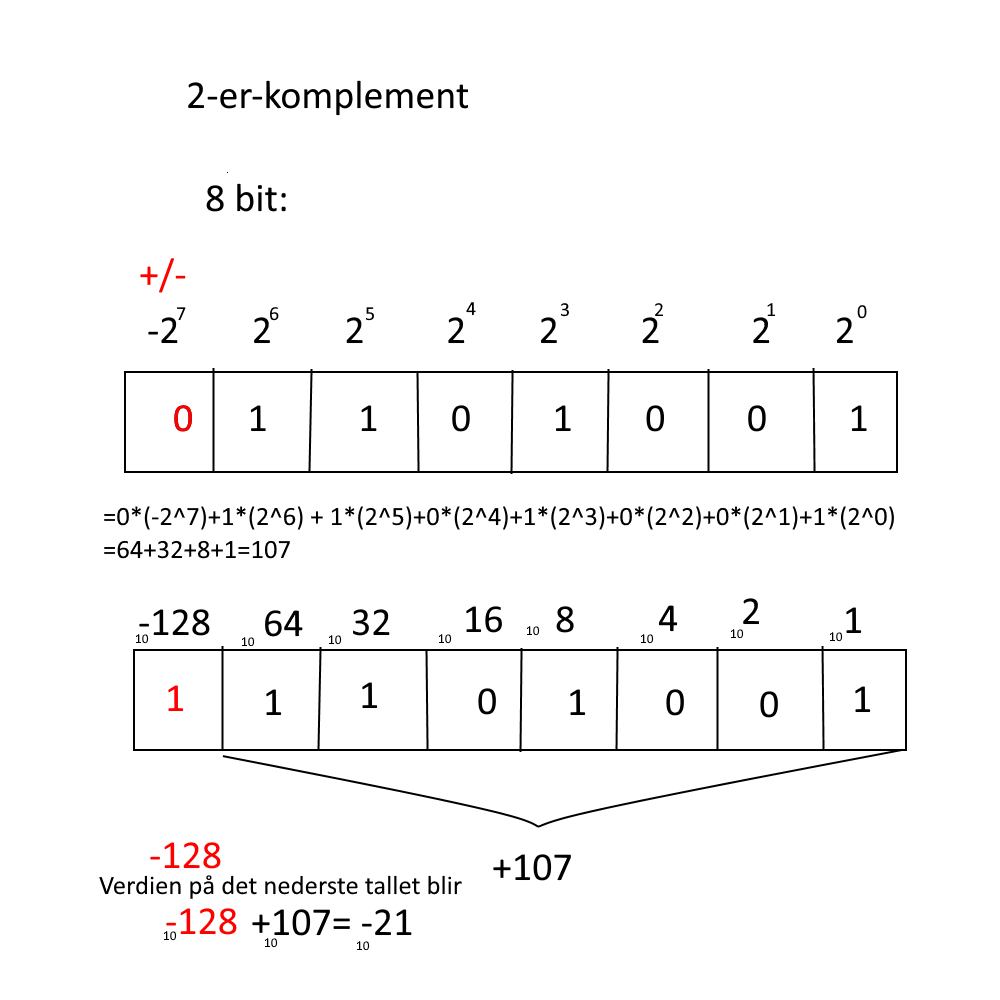 2-er-komplement
8 bit:
+/-
-2^7 2^6 2^5 2^4 2^3 2^2 2^1 2^0
0 1 1 0 1 0 0 1
=0*(-2^7)+1*(2^6) + 1*(2^5)+0*(2^4)+1*(2^3)+0*(2^2)+0*(2^1)+1*(2^0)
=64+32+8+1=107
10 -128 10 64 10 32 10 16 10 8 10 4 10 2 10 1
1 1 1 0 1 0 0 1
-128
+107
Verdien på det nederste tallet blir
-128 +107= -21
10 10 10